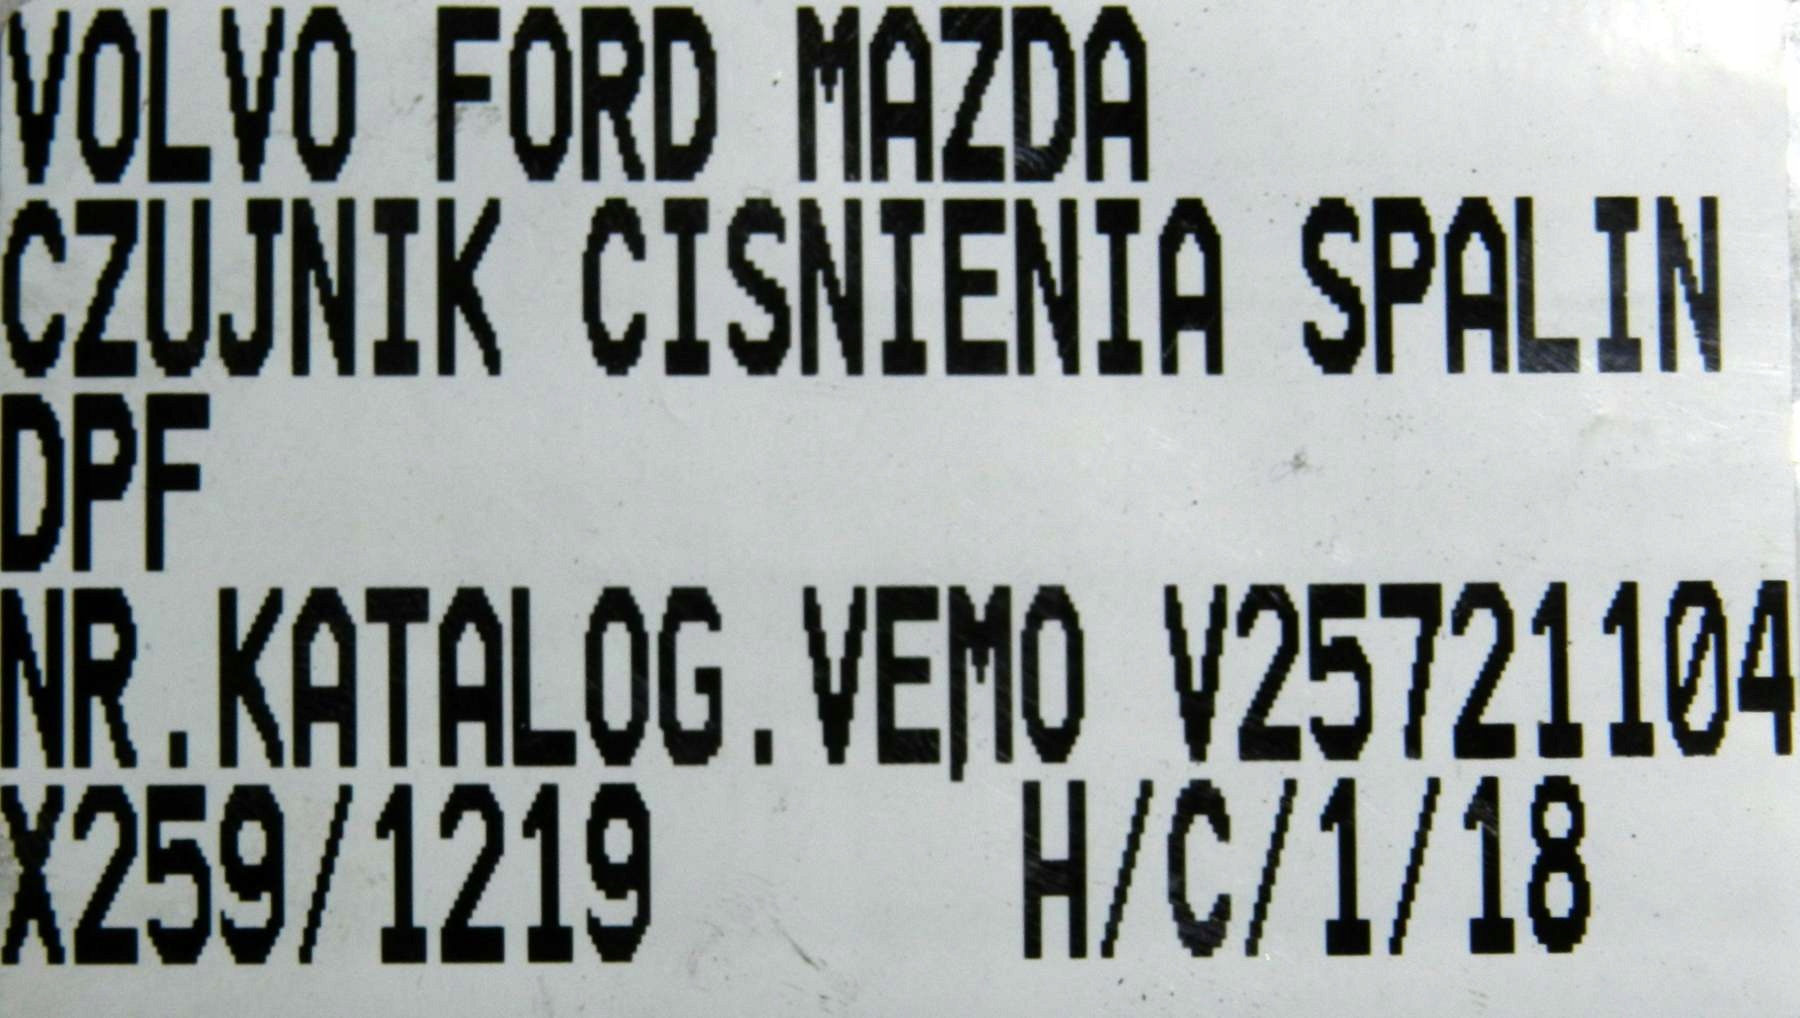 VOLVO FORD MAZDA
CZUJNIK CISNIENIA SPALIN
DPF
NR.KATALOG.VEMO V25721104
X259/1219 H/C/1/18